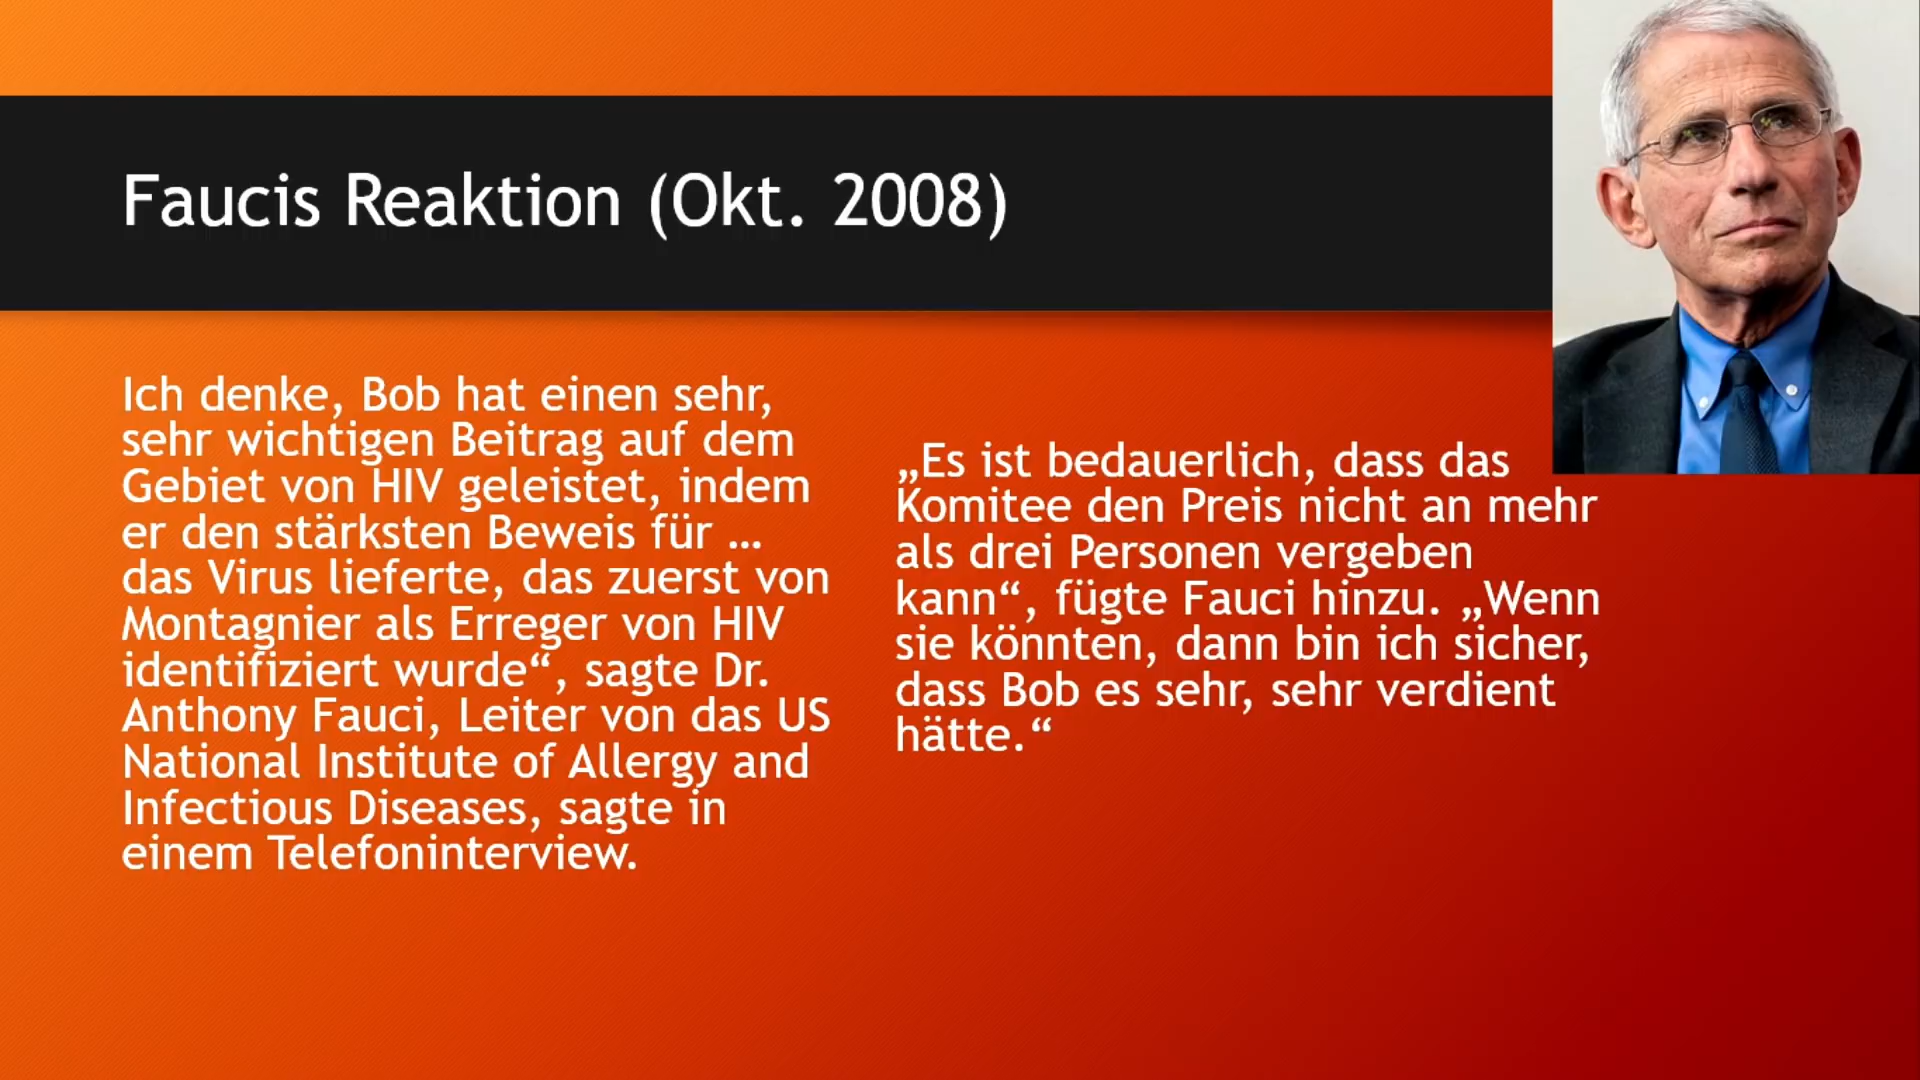 Faucis Reaktion (Okt. 2008)
Ich denke, Bob hat einen sehr,
sehr wichtigen Beitrag auf dem
Gebiet von HIV geleistet, indem
er den stärksten Beweis für ...
das Virus lieferte, das zuerst von
Montagnier als Erreger von HIV
identifiziert wurde“, sagte Dr.
Anthony Fauci, Leiter von das US
National Institute of Allergy and
Infectious Diseases, sagte in
einem Telefoninterview.
„Es ist bedauerlich, dass das
Komitee den Preis nicht an mehr
als drei Personen vergeben
kann“, fügte Fauci hinzu. „Wenn
sie könnten, dann bin ich sicher,
dass Bob es sehr, sehr verdient
hätte.“